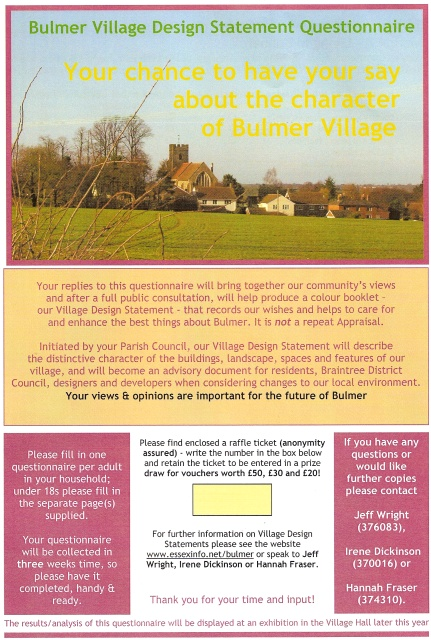 Bulmer Village Design Statement Questionnaire
Your chance to have your say
about the character
of Bulmer Village
Your replies to this questionnaire will bring together our community's views
and after a full public consultation, will help produce a colour booklet -
our Village Design Statement - that records our wishes and helps to care for
and enhance the best things about Bulmer. It is not a repeat Appraisal.
Initiated by your Parish Council, our Village Design Statement will describe
the distinctive character of the buildings, landscape, spaces and features of our
village, and will become an advisory document for residents, Braintree District
Council, designers and developers when considering changes to our local environment.
Your views & opinions are important for the future of Bulmer
Please fill in one
questionnaire per adult
in your household;
under 18s please fill in
the separate page(s)
supplied.
Your questionnaire
will be collected in
three weeks time, so
please have it
completed, handy &
ready.
Please find enclosed a raffle ticket (anonymity
assured) - write the number in the box below
and retain the ticket to be entered in a prize
draw for vouchers worth £50, £30 and £20!
For further information on Village Design
Statements please see the website
www.essexinfo.net/bulmer or speak to Jeff
Wright, Irene Dickinson or Hannah Fraser.
Thank you for your time and input!
If you have any
questions or
would like
further copies
please contact
Jeff Wright
(376083),
Irene Dickinson
(370016) or
Hannah Fraser
(374310).
The results/analysis of this questionnaire will be displayed at an exhibition in the Village Hall later this year